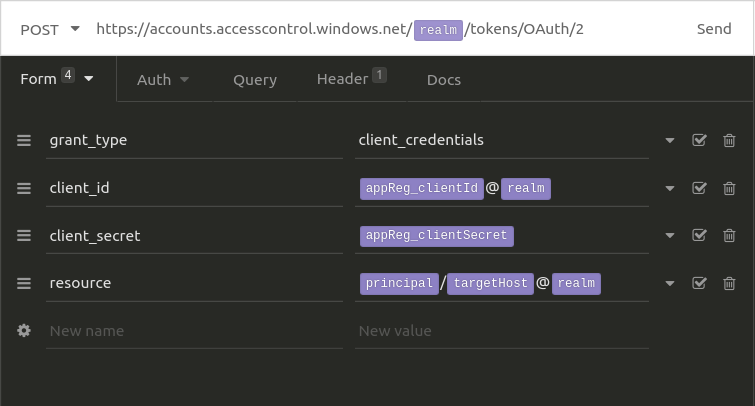 POST https://accounts.accesscontrol.windows.net/ realm /tokens/OAuth/2 Send
Form 4 Auth Query Header 1 Docs
grant_type client_credentials
client_id appReg_clientId @ realm
client_secret appReg_clientSecret
resource principal / targetHost @ realm
New name New value